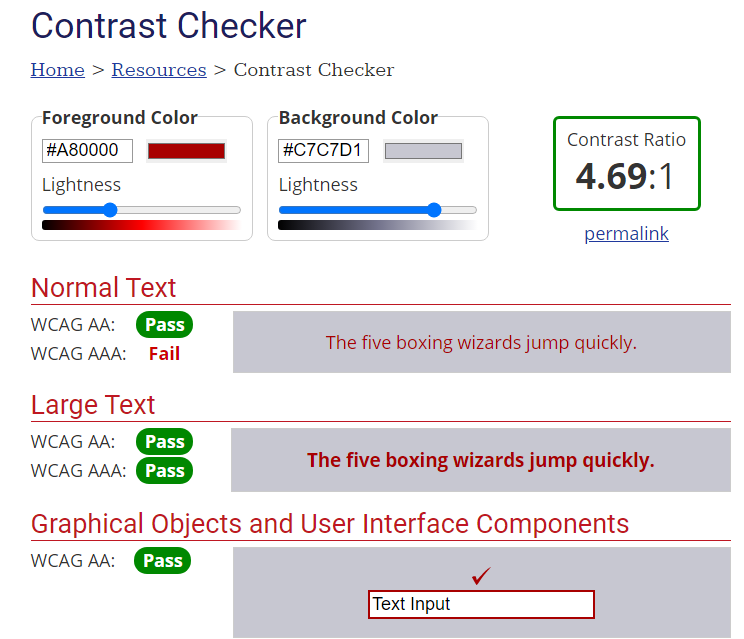 Contrast Checker
Home > Resources > Contrast Checker
Foreground Color
#A80000
Lightness
Background Color
#C7C7D1
Lightness
Contrast Ratio
4.69:1
permalink
Normal Text
WCAG AA: Pass
WCAG AAA: Fail
The five boxing wizards jump quickly.
Large Text
WCAG AA: Pass
WCAG AAA: Pass
The five boxing wizards jump quickly.
Graphical Objects and User Interface Components
WCAG AA: Pass
✓
Text Input